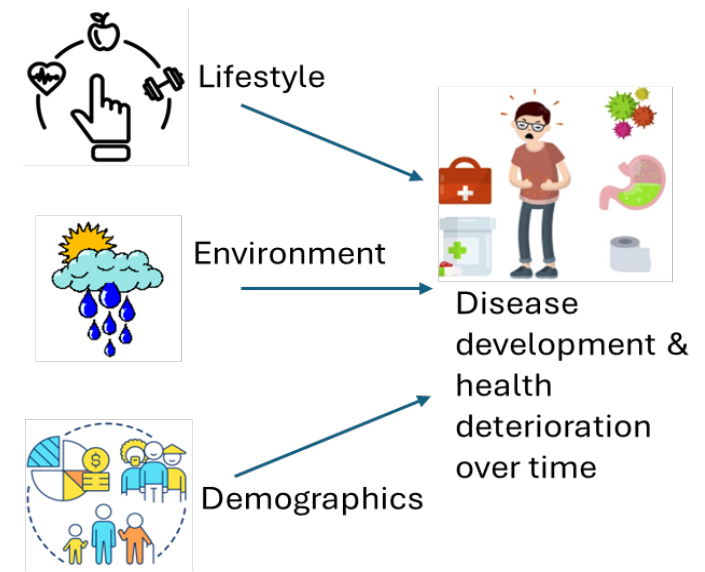 Lifestyle
Environment
Disease
development &
health
deterioration
over time
$
Demographics